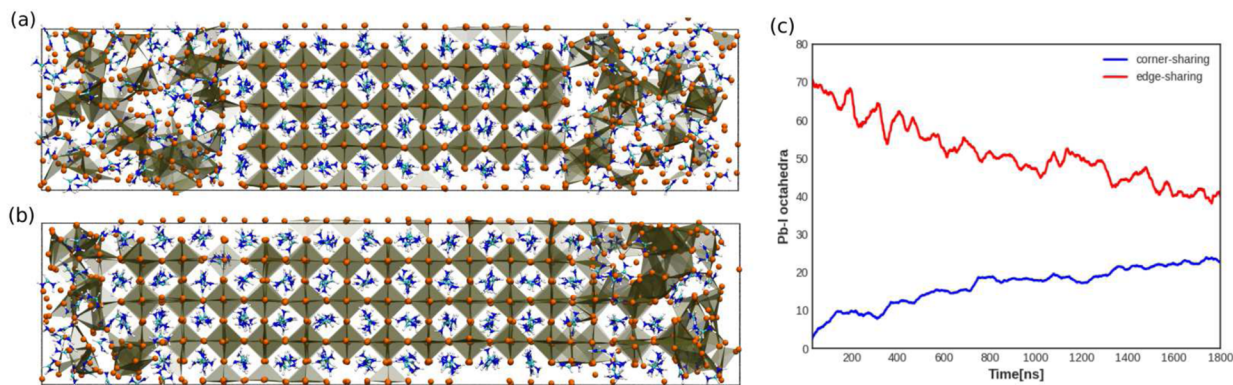 (a)
(b)
(c)
80
70
60
50
40
30
20
10
0
Pb-I octahedra
corner-sharing
edge-sharing
200 400 600 800 1000 1200 1400 1600 1800
Time[ns]